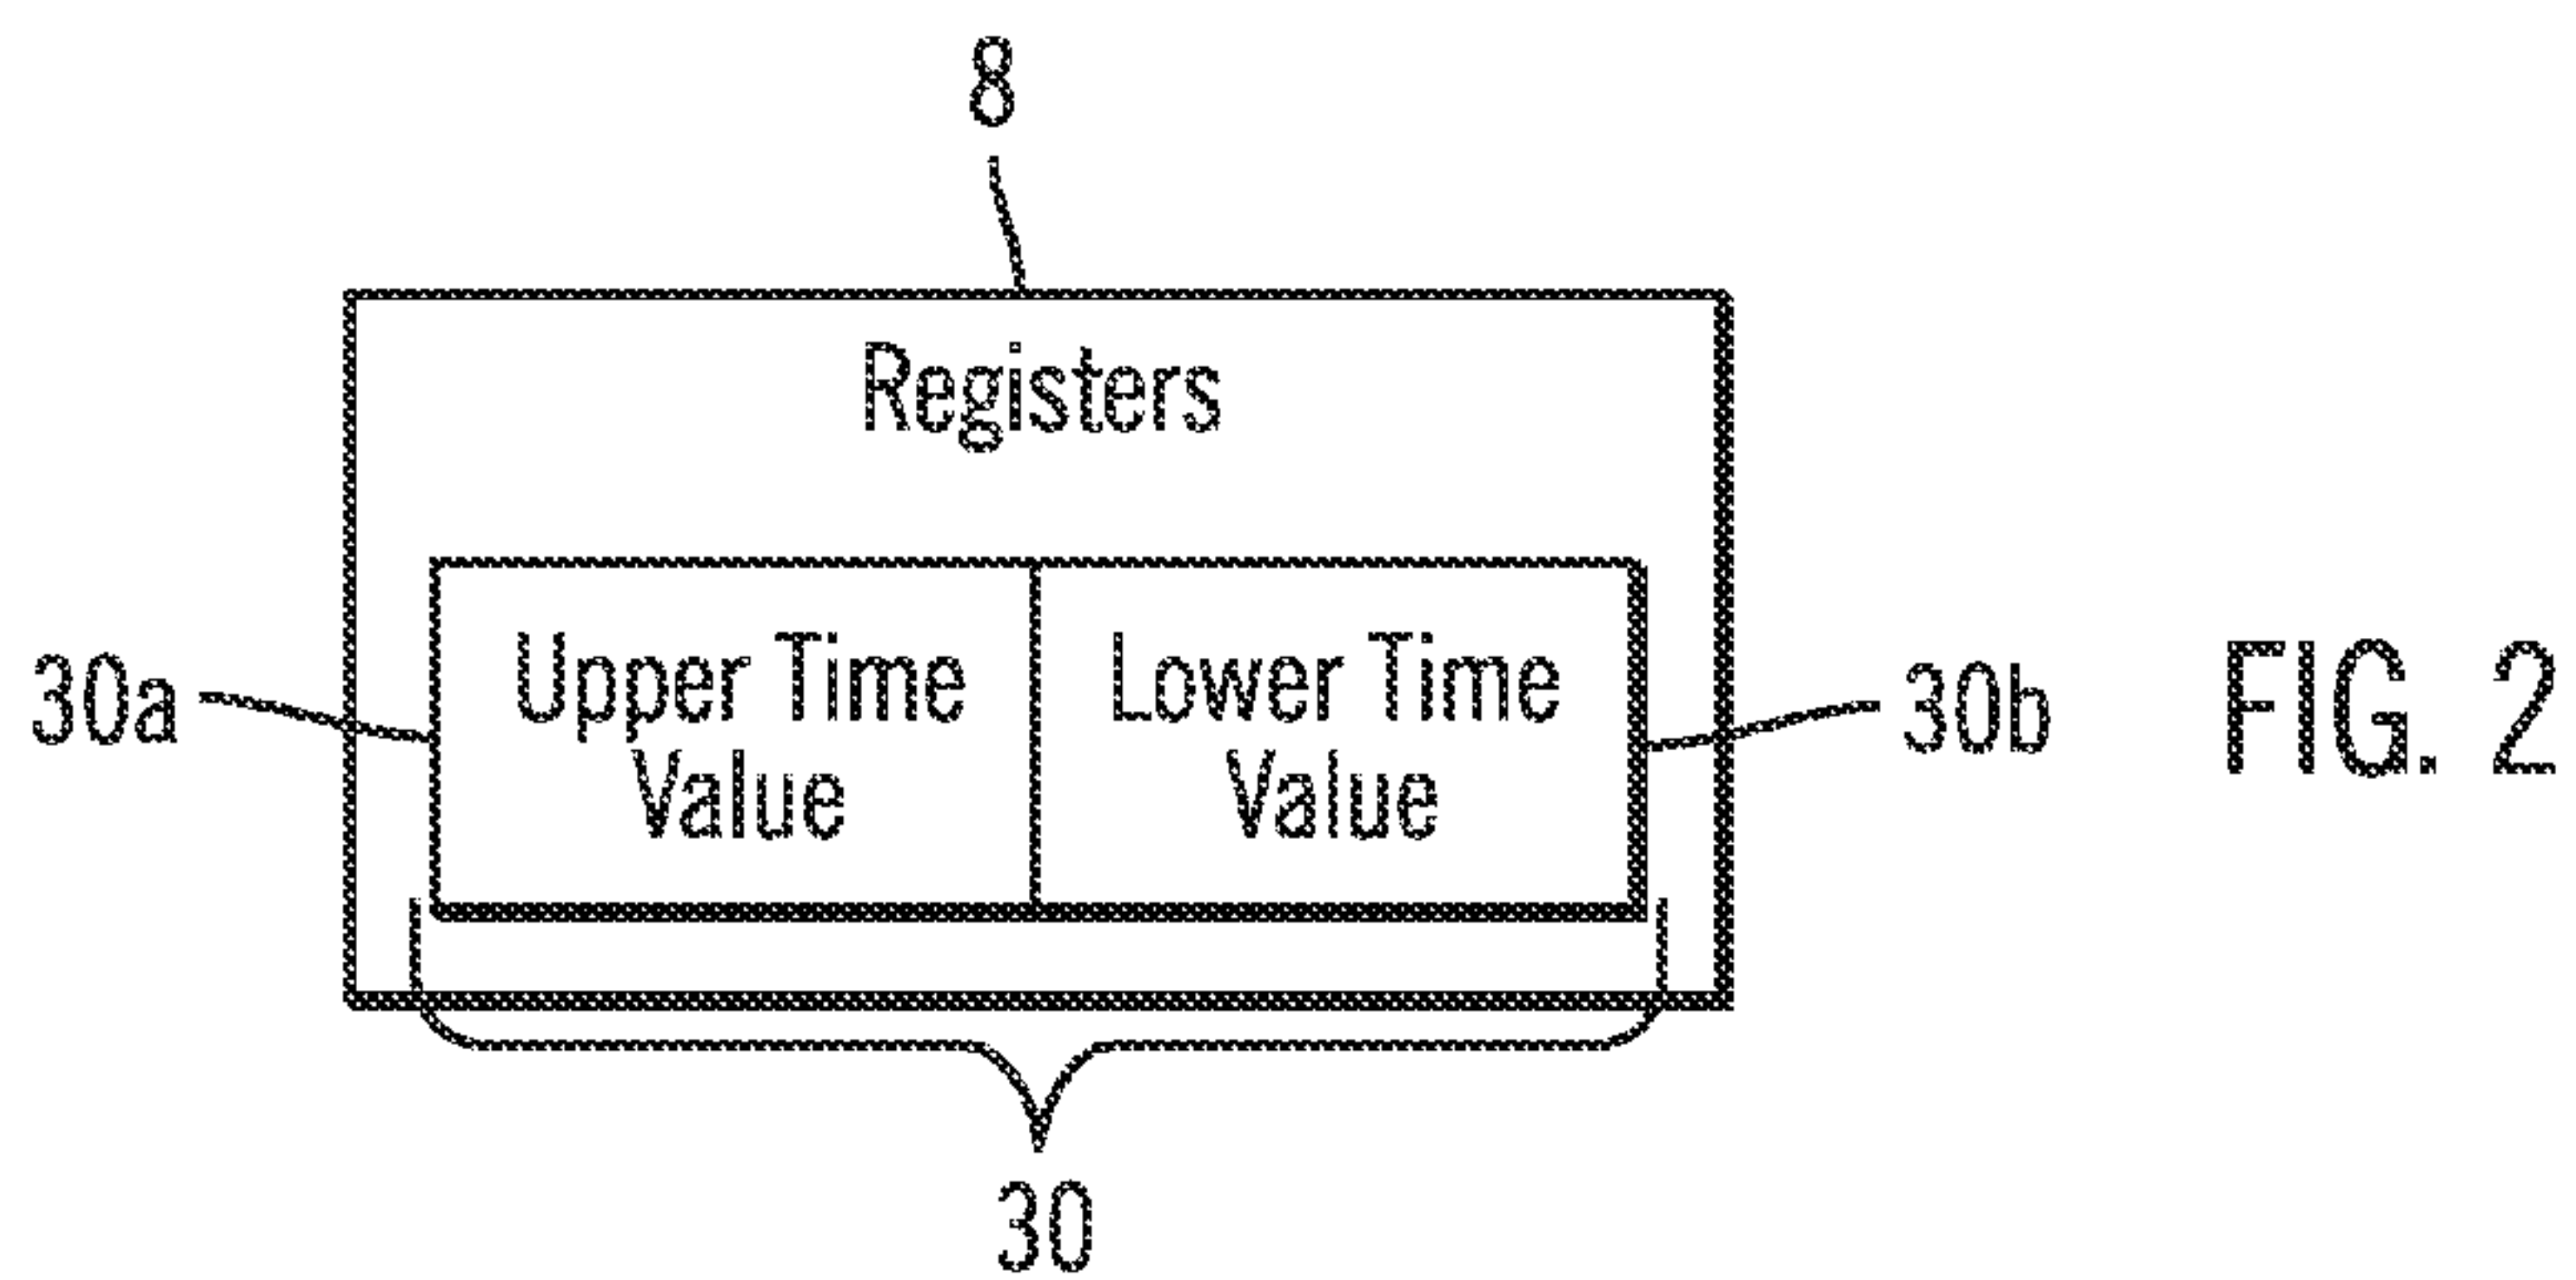 8
Registers
Upper Time
Value
Lower Time
Value
30a
30b
30
FIG. 2